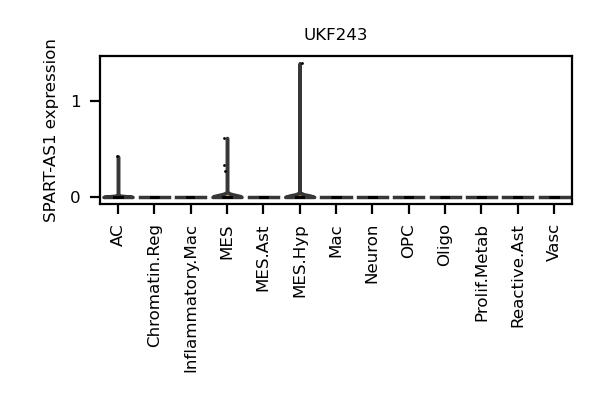 UKF243
SPART-AS1 expression
1
0
AC
Chromatin.Reg
Inflammatory.Mac
MES
MES.Ast
MES.Hyp
Mac
Neuron
OPC
Oligo
Prolif.Metab
Reactive.Ast
Vasc